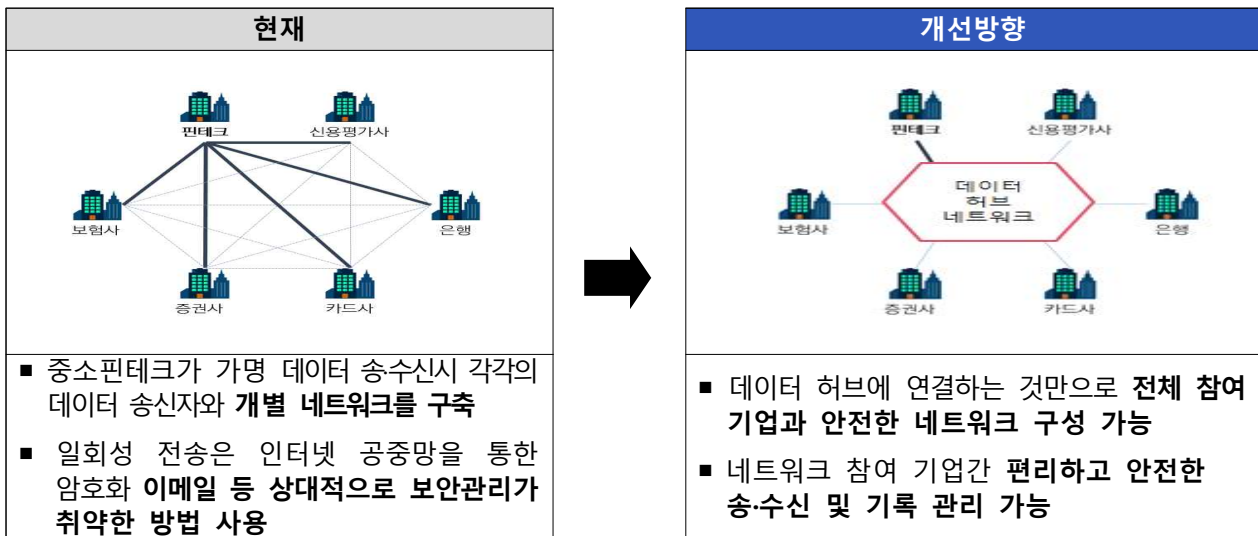 현재
핀테크
신용평가사
보험사
은행
증권사
카드사
■ 중소핀테크가 가명 데이터 송·수신시 각각의
데이터 송신자와 개별 네트워크를 구축
■ 일회성 전송은 인터넷 공중망을 통한
암호화 이메일 등 상대적으로 보안관리가
취약한 방법 사용
개선방향
핀테크
신용평가사
데이터
허브
네트워크
보험사
은행
증권사
카드사
■ 데이터 허브에 연결하는 것만으로 전체 참여
기업과 안전한 네트워크 구성 가능
■ 네트워크 참여 기업간 편리하고 안전한
송·수신 및 기록 관리 가능